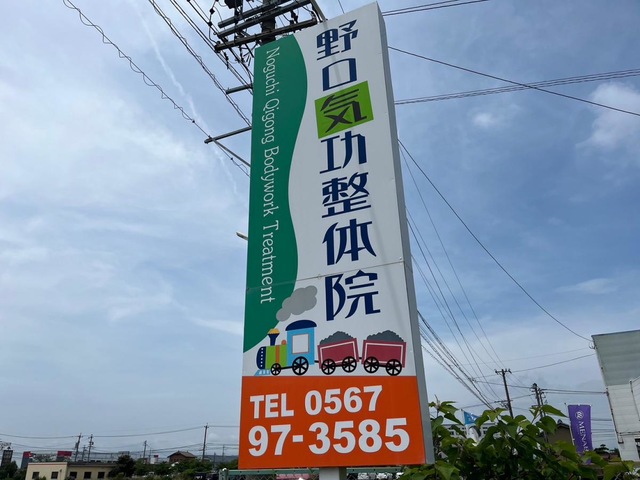 野口気功整体院
Noguchi Qigong Bodywork Treatment
TEL 0567
97-3585